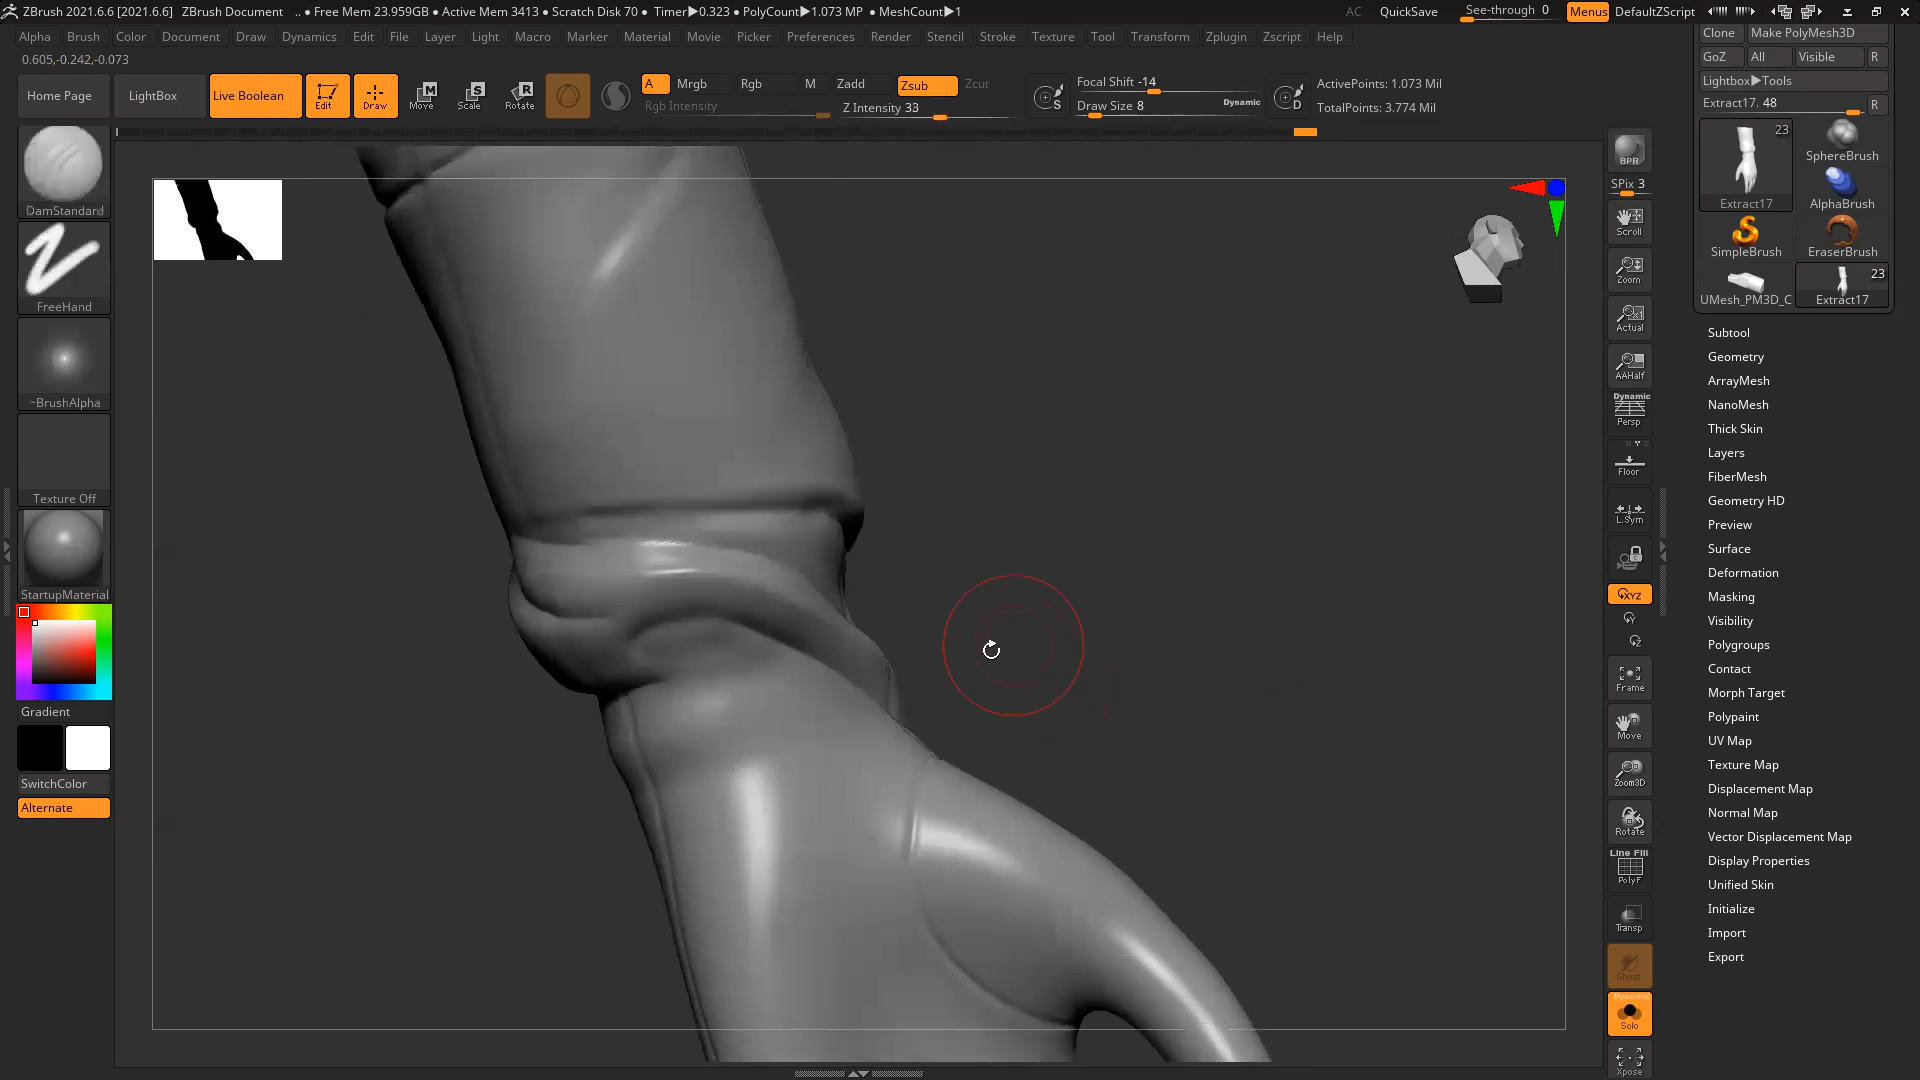 ZBrush 2021.6.6 [2021.6.6] ZBrush Document .. ● Free Mem 23.959GB ● Active Mem 3413 ● Scratch Disk 70 ● Timer▶0.323 ● PolyCount▶1.073 MP ● MeshCount▶1 AC QuickSave See-through 0 Menus DefaultZScript
Alpha Brush Color Document Draw Dynamics Edit File Layer Light Macro Marker Material Movie Picker Preferences Render Stencil Stroke Texture Tool Transform Zplugin Zscript Help
0.605,-0.242,-0.073
Home Page LightBox Live Boolean Edit Draw Move Scale Rotate
M S R
A Mrgb Rgb M Zadd Zsub Zcut
Rgb Intensity Z Intensity 33
S Focal Shift -14
Draw Size 8 Dynamic
D ActivePoints: 1.073 Mil
TotalPoints: 3.774 Mil
DamStandard
FreeHand
~BrushAlpha
Texture Off
StartupMaterial
Gradient
SwitchColor
Alternate
BPR
SPix 3
Scroll
Zoom
Actual
AAHalf
Dynamic
Persp
Floor
L.Sym
XYZ
Frame
Move
Zoom3D
Rotate
Line Fill
PolyF
Transp
Ghost
Dynamic
Solo
Xpose
Clone Make PolyMesh3D
GoZ All Visible R
Lightbox▶Tools
Extract17. 48 R
23
Extract17
SphereBrush
AlphaBrush
SimpleBrush EraserBrush
23
UMesh_PM3D_C Extract17
Subtool
Geometry
ArrayMesh
NanoMesh
Thick Skin
Layers
FiberMesh
Geometry HD
Preview
Surface
Deformation
Masking
Visibility
Polygroups
Contact
Morph Target
Polypaint
UV Map
Texture Map
Displacement Map
Normal Map
Vector Displacement Map
Display Properties
Unified Skin
Initialize
Import
Export